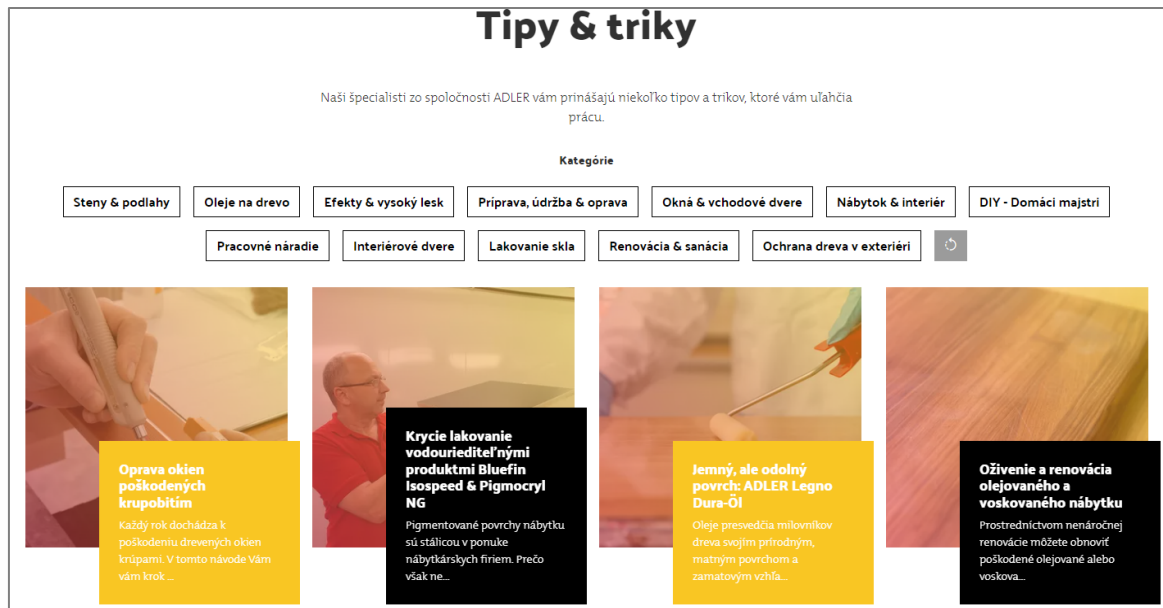 Tipy & triky
Naši špecialisti zo spoločnosti ADLER vám prinášajú niekoľko tipov a trikov, ktoré vám uľahčia
prácu.
Kategórie
Steny & podlahy
Oleje na drevo
Efekty & vysoký lesk
Príprava, údržba & oprava
Okná & vchodové dvere
Nábytok & interiér
DIY - Domáci majstri
Pracovné náradie
Interiérové dvere
Lakovanie skla
Renovácia & sanácia
Ochrana dreva v exteriéri
Oprava okien
poškodených
krupobitím
Každý rok dochádza k
poškodeniu drevených okien
krúpami. V tomto návode Vám
vám krok ...
Krycie lakovanie
vodouriediteľnými
produktmi Bluefin
Isospeed & Pigmocryl
NG
Pigmentované povrchy nábytku
sú stálicou v ponuke
nábytkárskych firiem. Prečo
však ne...
Jemný, ale odolný
povrch: ADLER Legno
Dura-Öl
Oleje presvedčia milovníkov
dreva svojím prírodným,
matným povrchom a
zamatovým vzhľa...
Oživenie a renovácia
olejovaného a
voskovaného nábytku
Prostredníctvom nenáročnej
renovácie môžete obnoviť
poškodené olejované alebo
voskova...